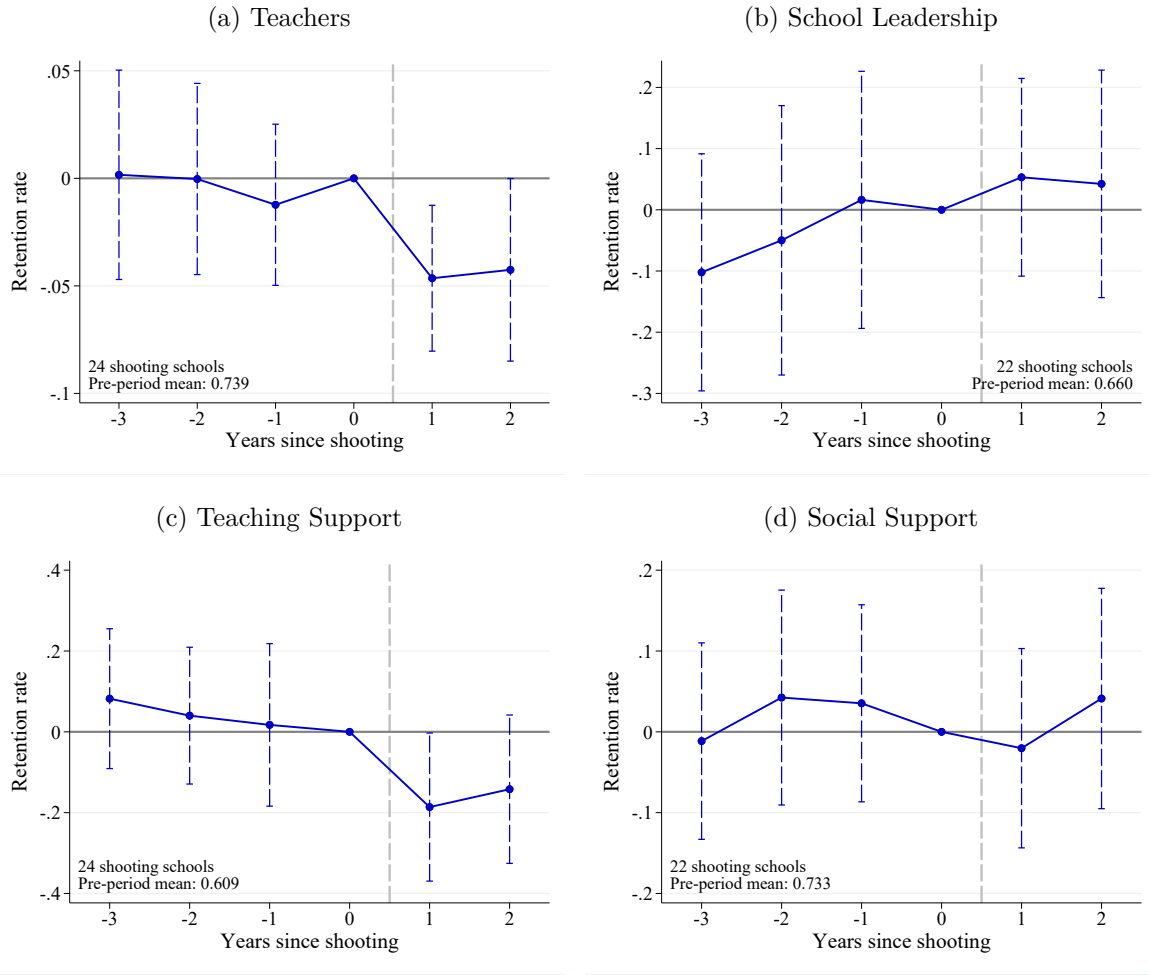 (a) Teachers
Retention rate
.05
0
-.05
-.1
24 shooting schools
Pre-period mean: 0.739
-3 -2 -1 0 1 2
Years since shooting
(b) School Leadership
Retention rate
.2
.1
0
-.1
-.2
-.3
22 shooting schools
Pre-period mean: 0.660
-3 -2 -1 0 1 2
Years since shooting
(c) Teaching Support
Retention rate
.4
.2
0
-.2
-.4
24 shooting schools
Pre-period mean: 0.609
-3 -2 -1 0 1 2
Years since shooting
(d) Social Support
Retention rate
.2
.1
0
-.1
-.2
22 shooting schools
Pre-period mean: 0.733
-3 -2 -1 0 1 2
Years since shooting